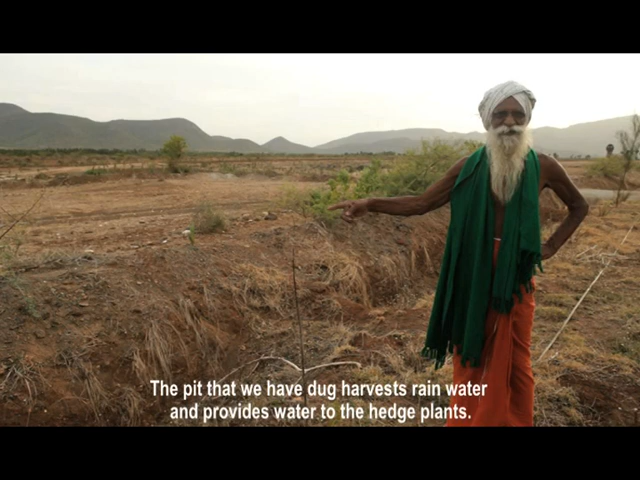 The pit that we have dug harvests rain water
and provides water to the hedge plants.